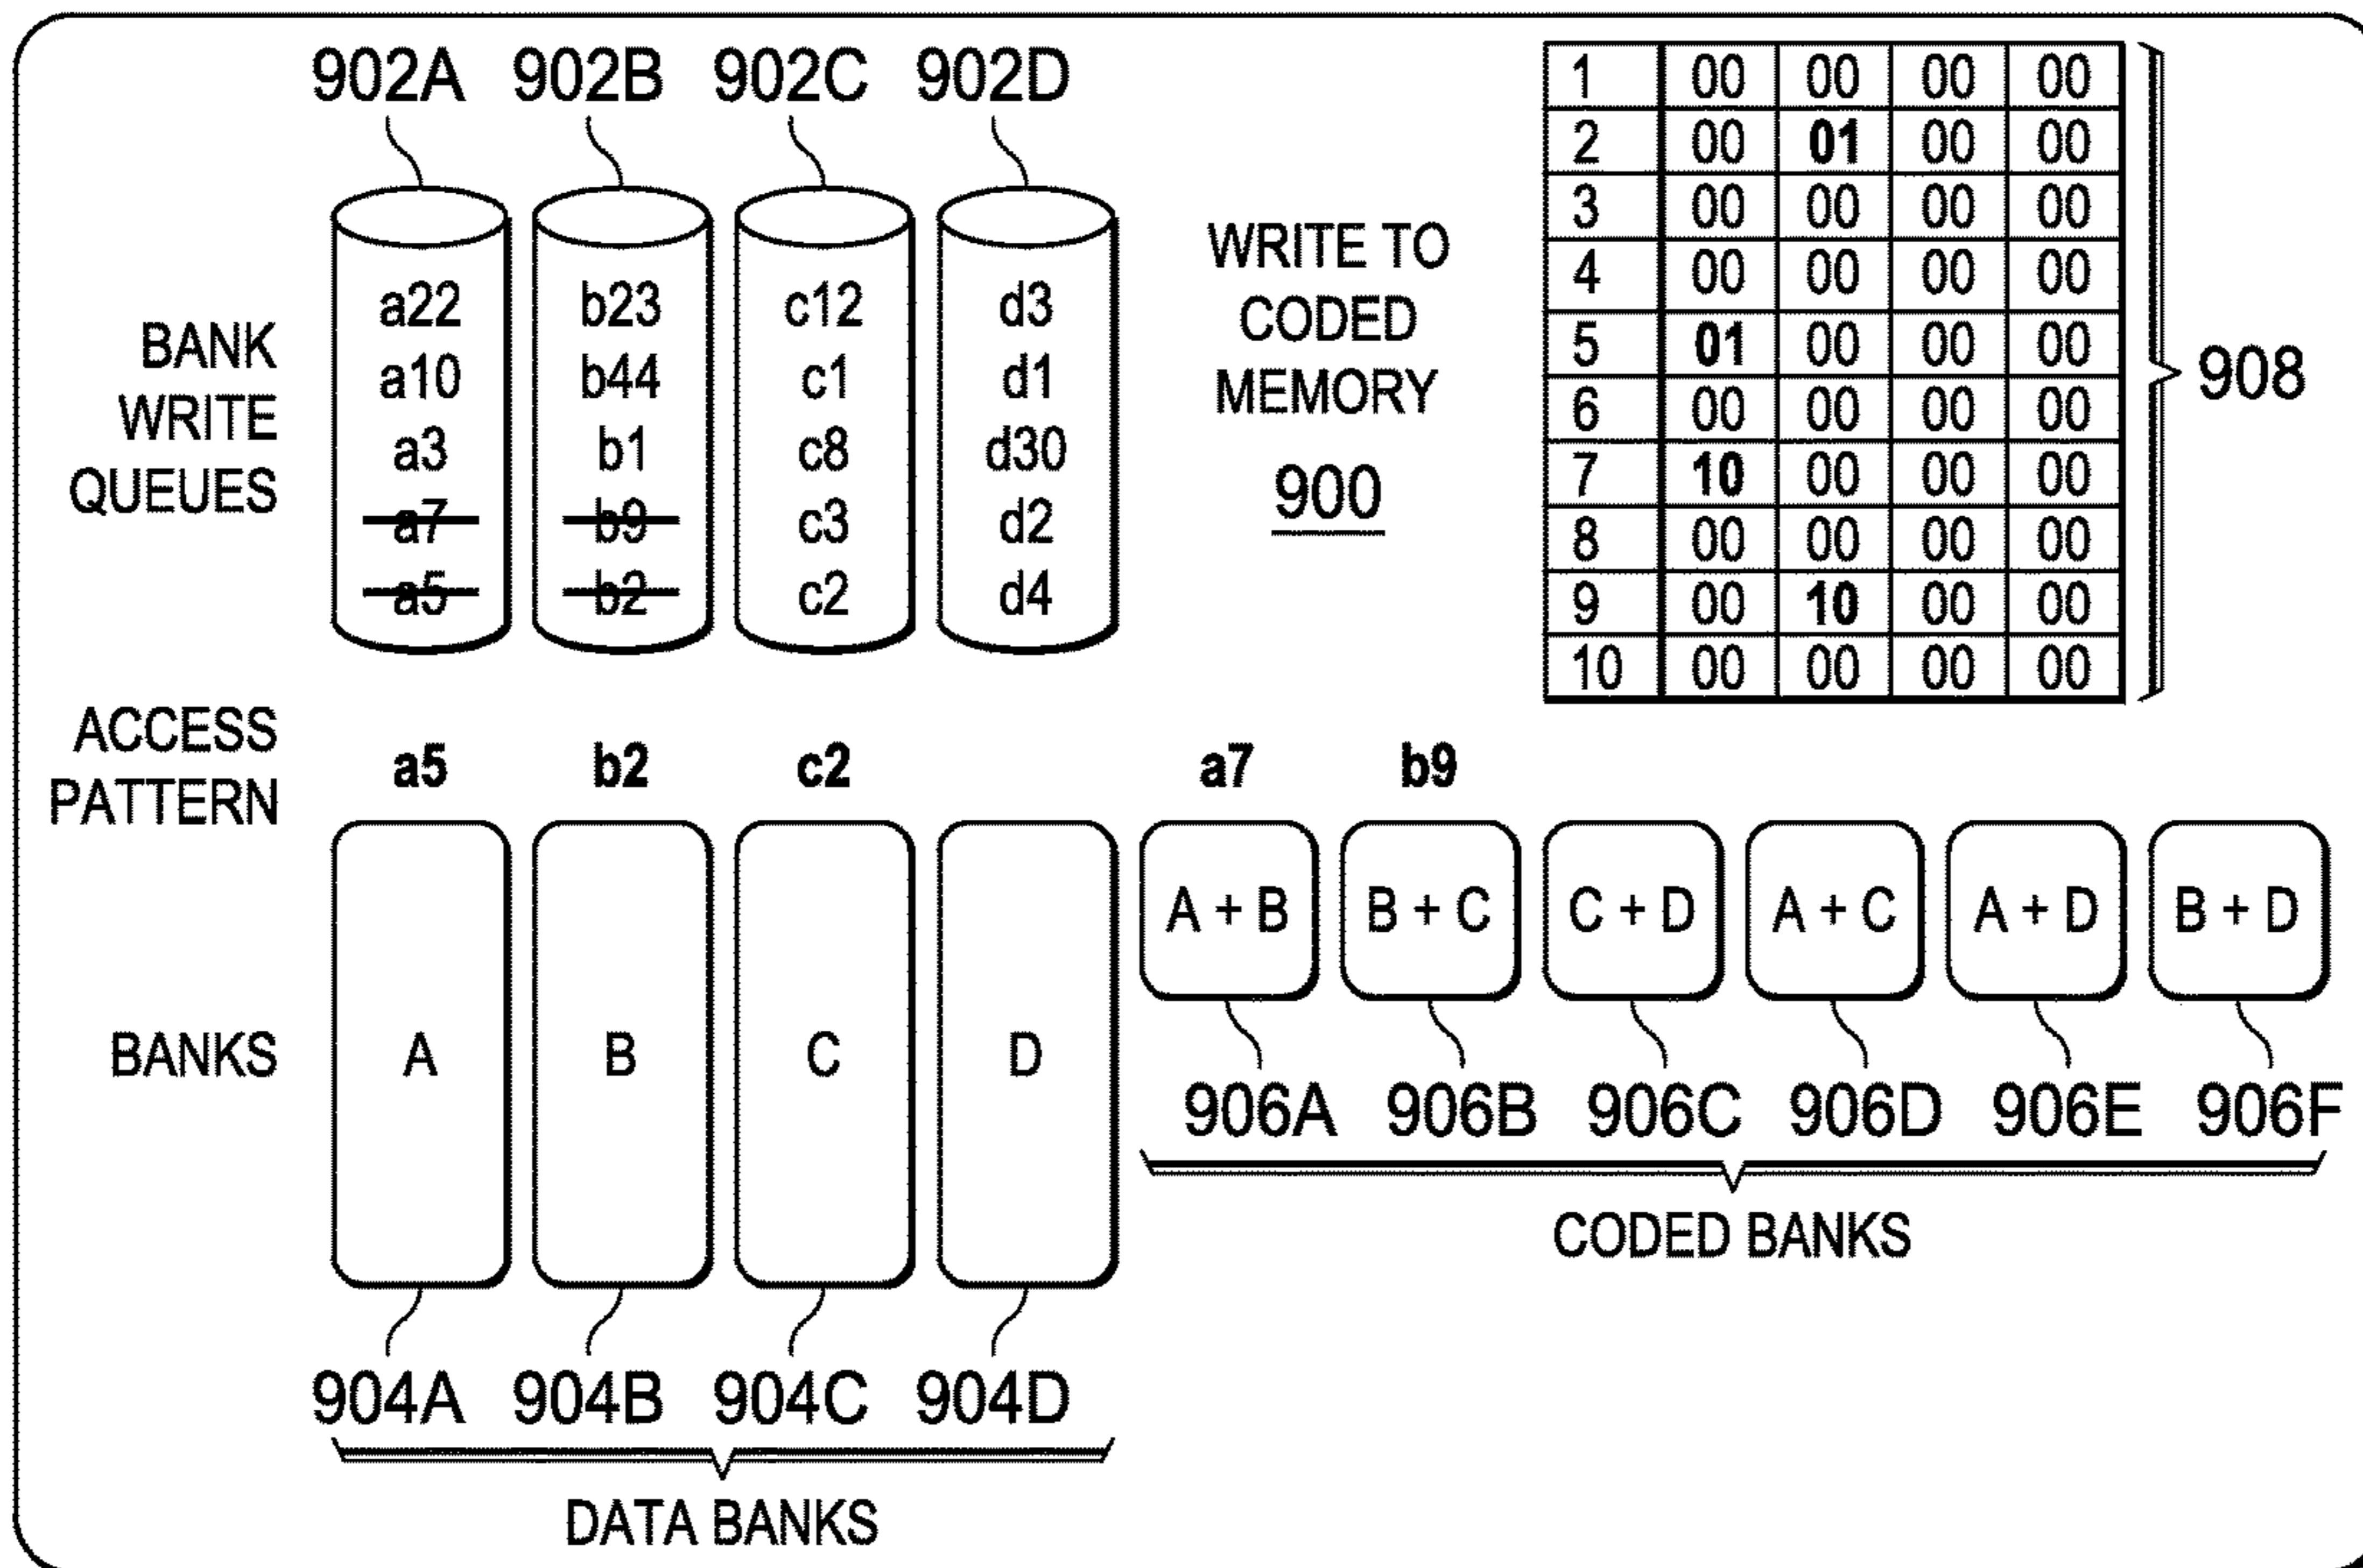 902A 902B 902C 902D
BANK
WRITE
QUEUES
a22 b23 c12 d3
a10 b44 c1 d1
a3 b1 c8 d30
a7 b9 c3 d2
a5 b2 c2 d4
WRITE TO
CODED
MEMORY
900
1 00 00 00 00
2 00 01 00 00
3 00 00 00 00
4 00 00 00 00
5 01 00 00 00
6 00 00 00 00
7 10 00 00 00
8 00 00 00 00
9 00 10 00 00
10 00 00 00 00
908
ACCESS
PATTERN
a5 b2 c2 a7 b9
BANKS
A B C D
A + B B + C C + D A + C A + D B + D
906A 906B 906C 906D 906E 906F
CODED BANKS
904A 904B 904C 904D
DATA BANKS